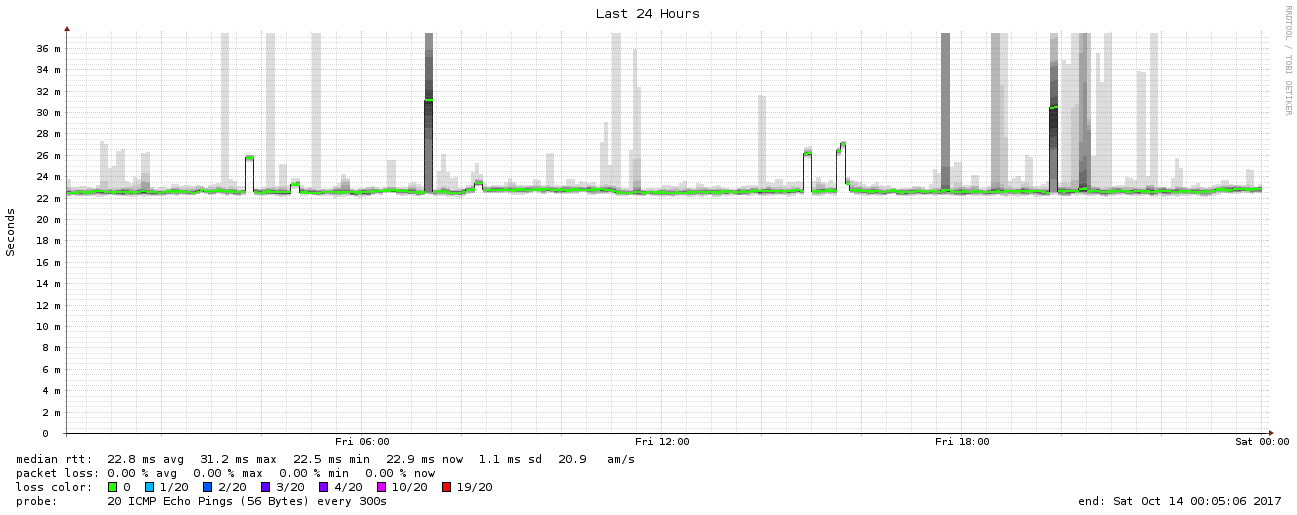 Last 24 Hours
RRDTOOL / TOBI OETIKER
Seconds
36 m
34 m
32 m
30 m
28 m
26 m
24 m
22 m
20 m
18 m
16 m
14 m
12 m
10 m
8 m
6 m
4 m
2 m
0
Fri 06:00 Fri 12:00 Fri 18:00 Sat 00:00
median rtt: 22.8 ms avg 31.2 ms max 22.5 ms min 22.9 ms now 1.1 ms sd 20.9 am/s
packet loss: 0.00 % avg 0.00 % max 0.00 % min 0.00 % now
loss color: 0 1/20 2/20 3/20 4/20 10/20 19/20
probe: 20 ICMP Echo Pings (56 Bytes) every 300s end: Sat Oct 14 00:05:06 2017